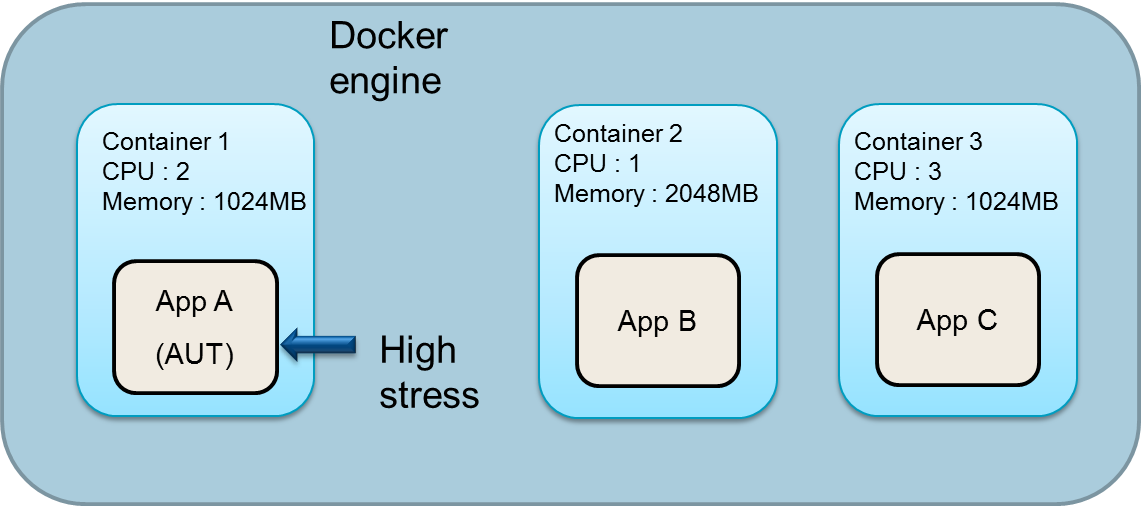 Docker
engine
Container 1
CPU : 2
Memory : 1024MB
App A
(AUT)
High
stress
Container 2
CPU : 1
Memory : 2048MB
App B
Container 3
CPU : 3
Memory : 1024MB
App C